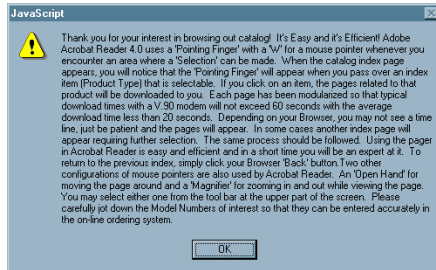 JavaScript
Thank you for your interest in browsing out catalog! It's Easy and it's Efficient! Adobe
Acrobat Reader 4.0 uses a 'Pointing Finger' with a 'W' for a mouse pointer whenever you
encounter an area where a 'Selection' can be made. When the catalog index page
appears, you will notice that the 'Pointing Finger' will appear when you pass over an index
item (Product Type) that is selectable. If you click on an item, the pages related to that
product will be downloaded to you. Each page has been modularized so that typical
download times with a V.90 modem will not exceed 60 seconds with the average
download time less than 20 seconds. Depending on your Browser, you may not see a time
line, just be patient and the pages will appear. In some cases another index page will
appear requiring further selection. The same process should be followed. Using the pager
in Acrobat Reader is easy and efficient and in a short time you will be an expert at it. To
return to the previous index, simply click your Browser 'Back' button.Two other
configurations of mouse pointers are also used by Acrobat Reader. An 'Open Hand' for
moving the page around and a 'Magnifier' for zooming in and out while viewing the page.
You may select either one from the tool bar at the upper part of the screen. Please
carefully jot down the Model Numbers of interest so that they can be entered accurately in
the on-line ordering system.
OK